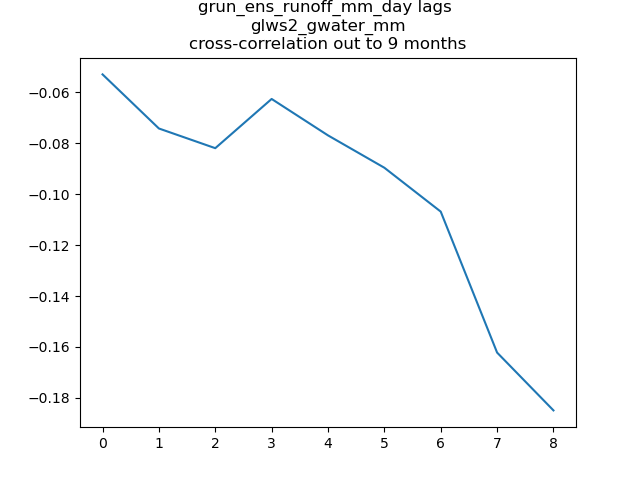 grun_ens_runoff_mm_day lags
glws2_gwater_mm
cross-correlation out to 9 months
−0.06
−0.08
−0.10
−0.12
−0.14
−0.16
−0.18
0 1 2 3 4 5 6 7 8